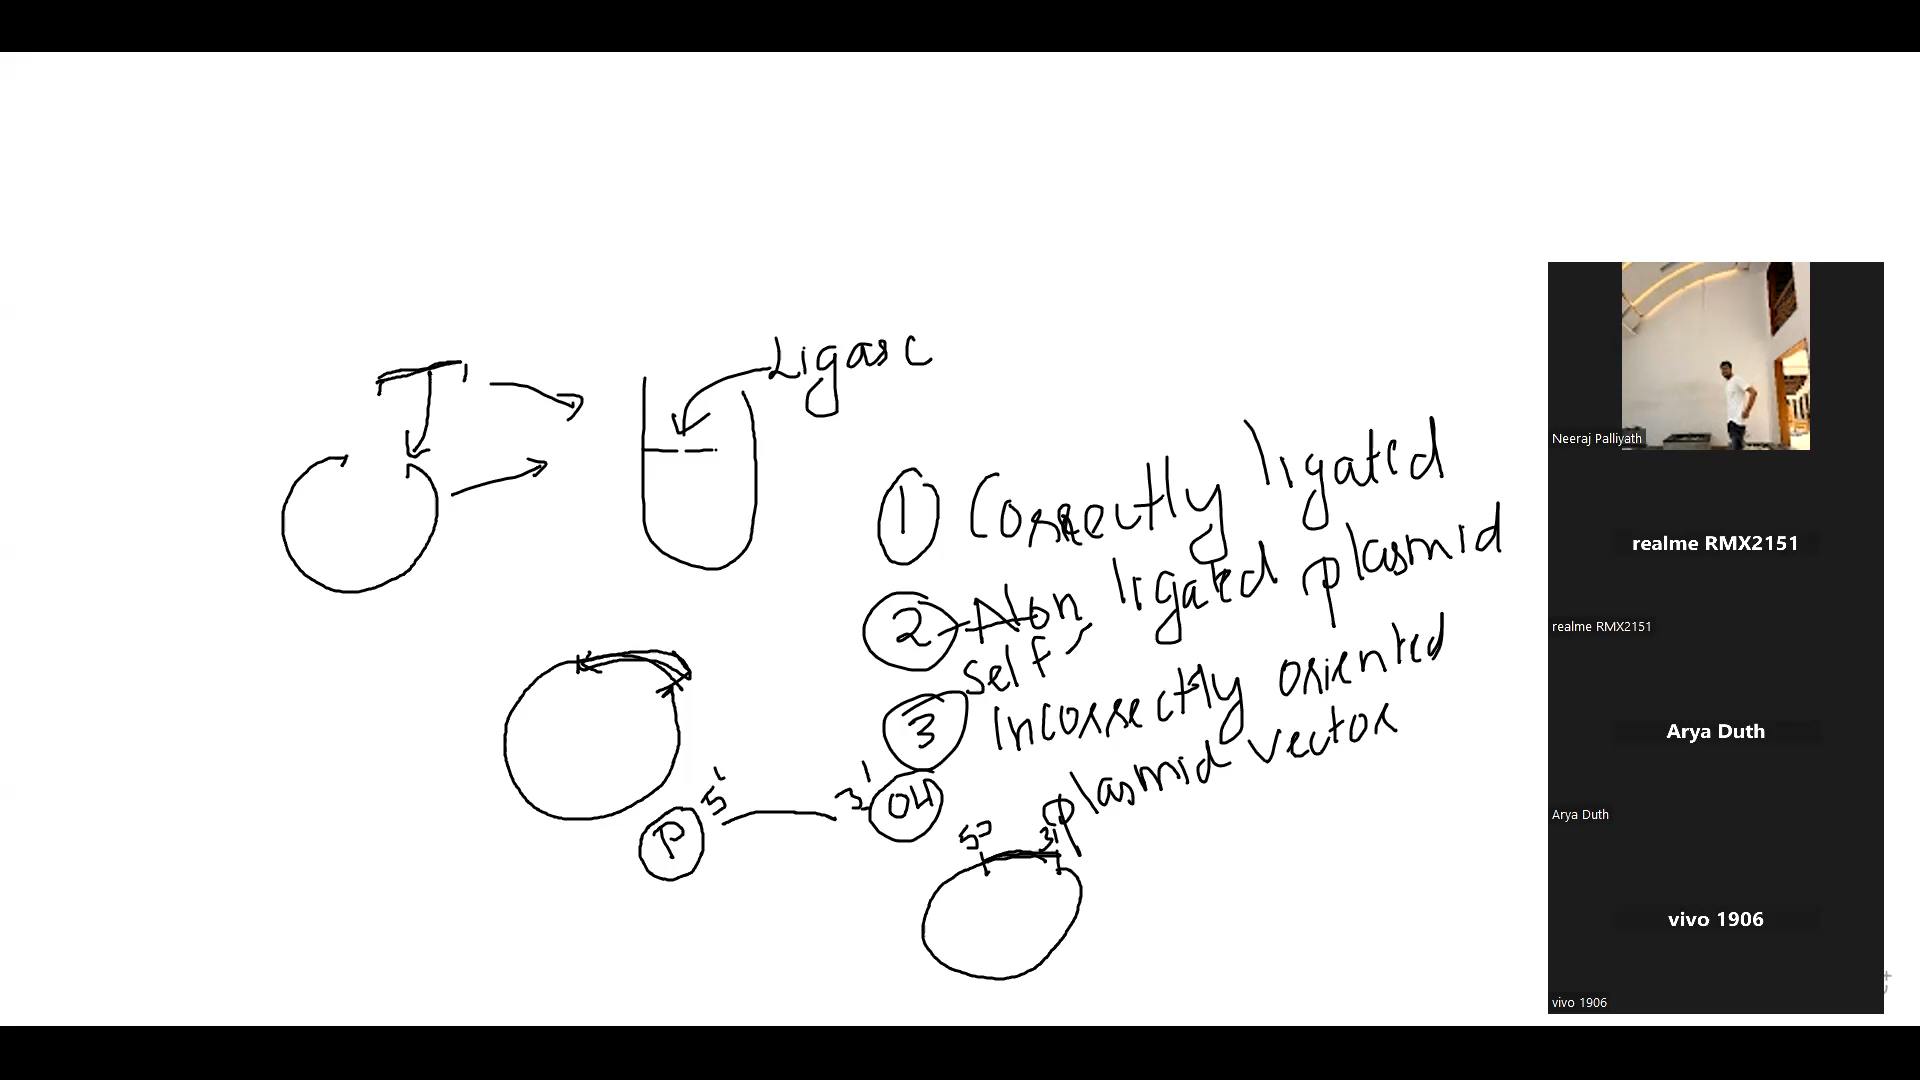 Ligase
1 Correctly ligated
2 Non ligated plasmid
self
3 Incorrectly oriented
plasmid vector
P 5' 3' OH
5' 3'
Neeraj Palliyath
realme RMX2151
realme RMX2151
Arya Duth
Arya Duth
vivo 1906
vivo 1906